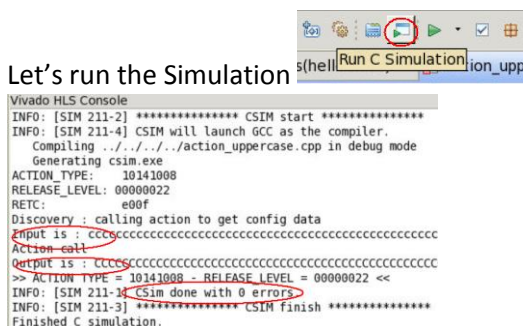 Run C Simulation
s(hell
ion_upp
Let's run the Simulation
Vivado HLS Console
INFO: [SIM 211-2] *************** CSIM start ***************
INFO: [SIM 211-4] CSIM will launch GCC as the compiler.
Compiling ../../../../action_uppercase.cpp in debug mode
Generating csim.exe
ACTION_TYPE: 10141008
RELEASE_LEVEL: 00000022
RETC: e00f
Discovery : calling action to get config data
Input is : cccccccccccccccccccccccccccccccccccccccccccccccc
Action call
Output is : CCCCCCCCCCCCCCCCCCCCCCCCCCCCCCCCCCCCCCCCCCCCCCC
>> ACTION TYPE = 10141008 - RELEASE_LEVEL = 00000022 <<
INFO: [SIM 211-1] CSim done with 0 errors
INFO: [SIM 211-3] *************** CSIM finish ***************
Finished C simulation.